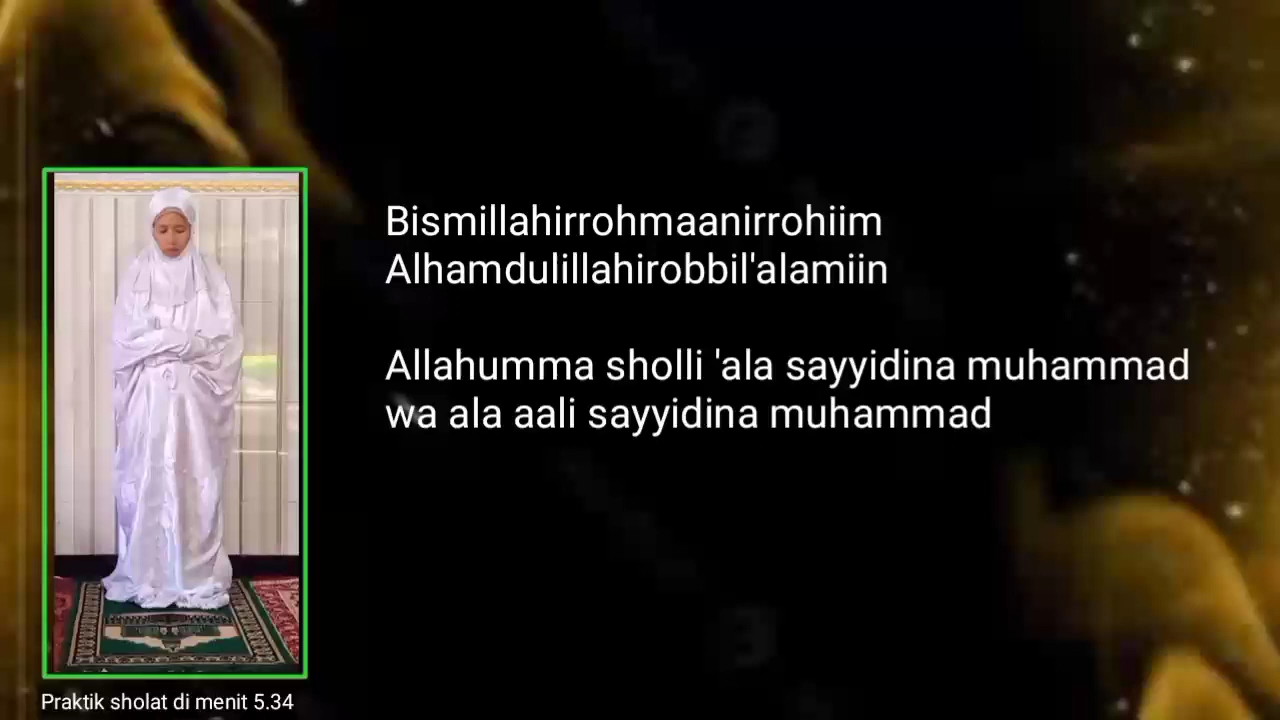 Bismillahirrohmaanirrohiim
Alhamdulillahirobbil'alamiin
Allahumma sholli 'ala sayyidina muhammad
wa ala aali sayyidina muhammad
Praktik sholat di menit 5.34